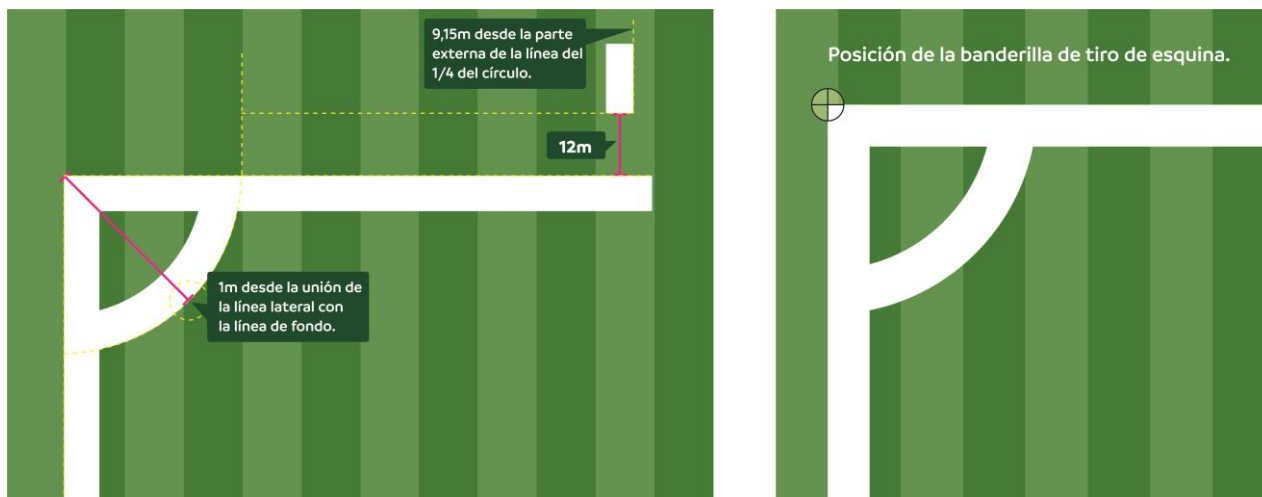 9,15m desde la parte
externa de la línea del
1/4 del círculo.
12m
1m desde la unión de
la línea lateral con
la línea de fondo.
Posición de la banderilla de tiro de esquina.